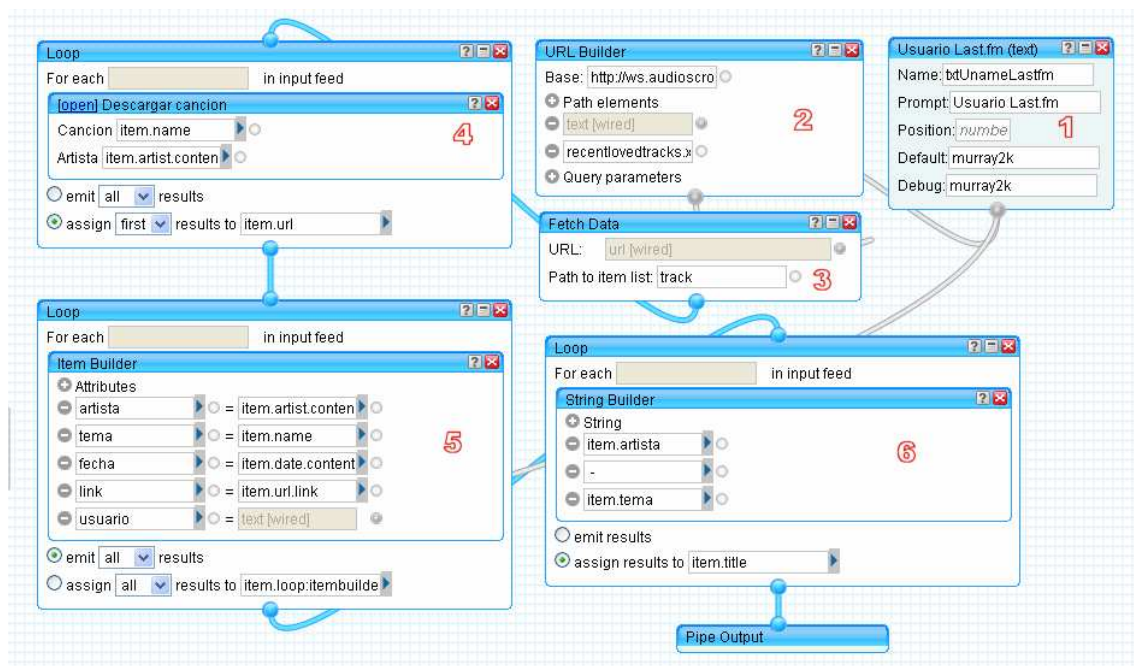 Loop
For each in input feed
[open] Descargar cancion
Cancion item.name
Artista item.artist.conten
4
emit all results
assign first results to item.url
URL Builder
Base: http://ws.audioscro
Path elements
text [wired]
recentlovedtracks.x
Query parameters
2
Usuario Last.fm (text)
Name: txtUnameLastfm
Prompt: Usuario Last.fm
Position: numbe
Default: murray2k
Debug: murray2k
1
Fetch Data
URL: url [wired]
Path to item list: track
3
Loop
For each in input feed
Item Builder
Attributes
artista = item.artist.conten
tema = item.name
fecha = item.date.content
link = item.url.link
usuario = text [wired]
5
emit all results
assign all results to item.loop:itembuilde
Loop
For each in input feed
String Builder
String
item.artista
-
item.tema
6
emit results
assign results to item.title
Pipe Output